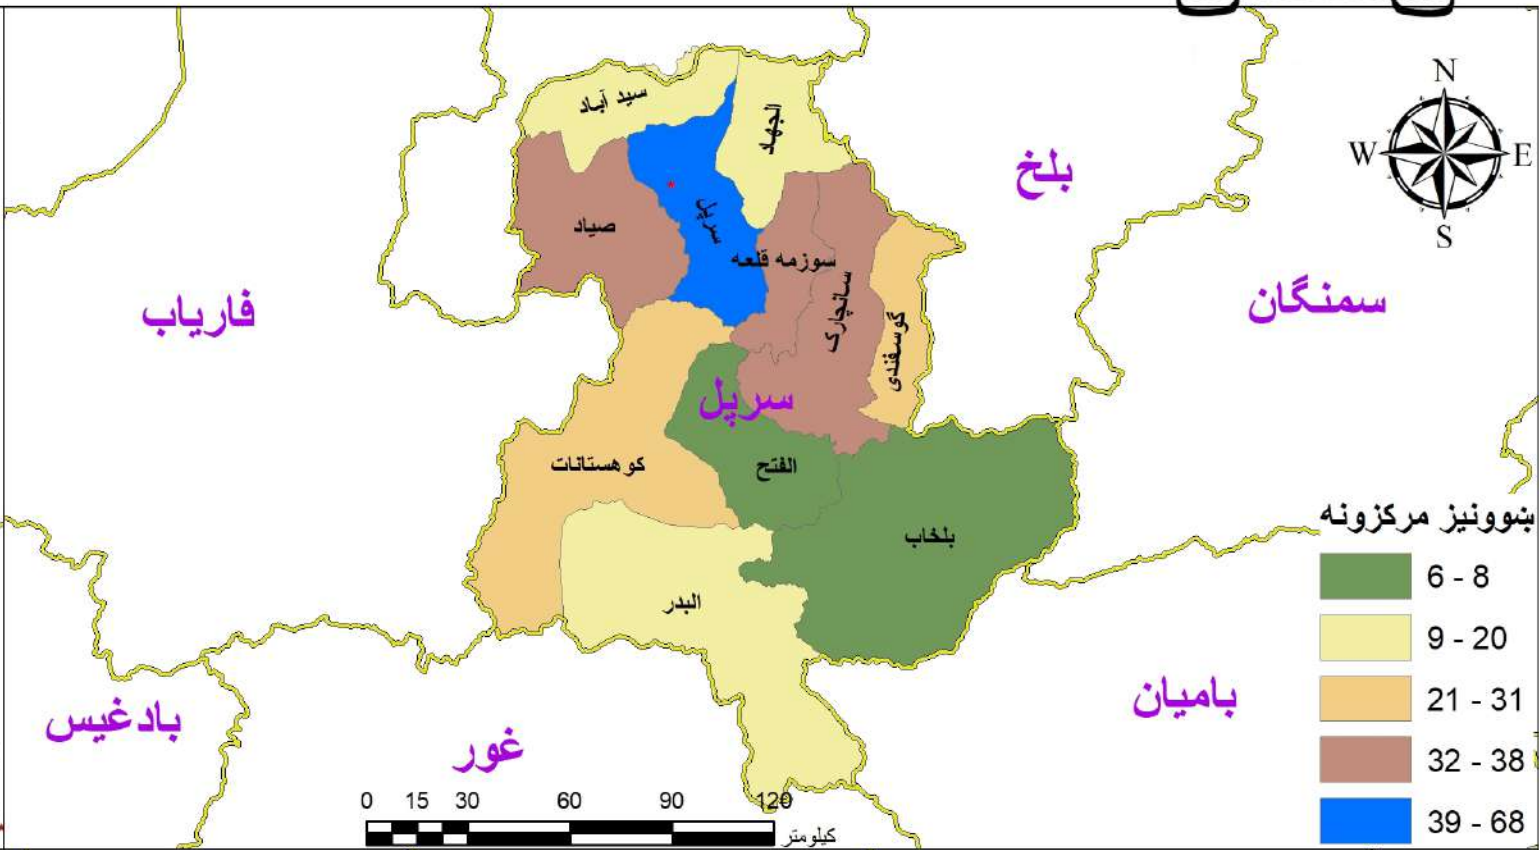 N
W E
S
سید آباد
الجهاد
بلخ
صیاد
سرپل
سوزمه قلعه
سانچارک
گوسفندی
فاریاب
سمنگان
سرپل
کوهستانات
الفتح
بلخاب
البدر
بادغیس
غور
بامیان
ښوونیز مرکزونه
6 - 8
9 - 20
21 - 31
32 - 38
39 - 68
0 15 30 60 90 120
کیلومتر